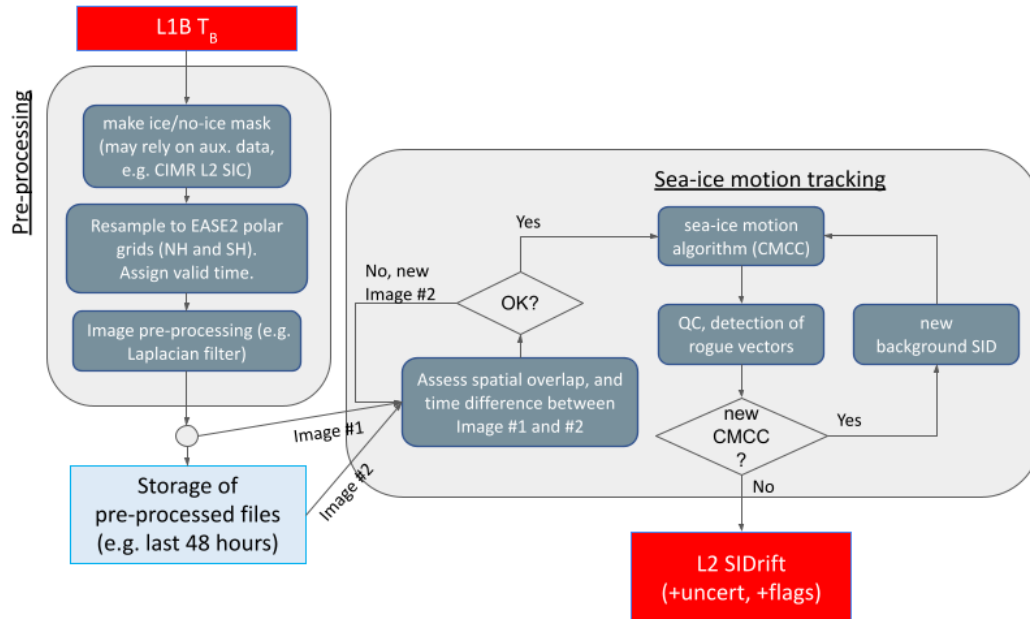 L1B T_B
Pre-processing
make ice/no-ice mask
(may rely on aux. data,
e.g. CIMR L2 SIC)
Resample to EASE2 polar
grids (NH and SH).
Assign valid time.
Image pre-processing (e.g.
Laplacian filter)
Image #1
Image #2
Storage of
pre-processed files
(e.g. last 48 hours)
Sea-ice motion tracking
Yes
No, new
Image #2
OK?
Assess spatial overlap, and
time difference between
Image #1 and #2
sea-ice motion
algorithm (CMCC)
QC, detection of
rogue vectors
new
background SID
new
CMCC
?
Yes
No
L2 SIDrift
(+uncert, +flags)